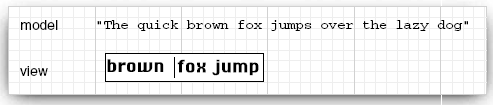 model "The quick brown fox jumps over the lazy dog"
view brown fox jump